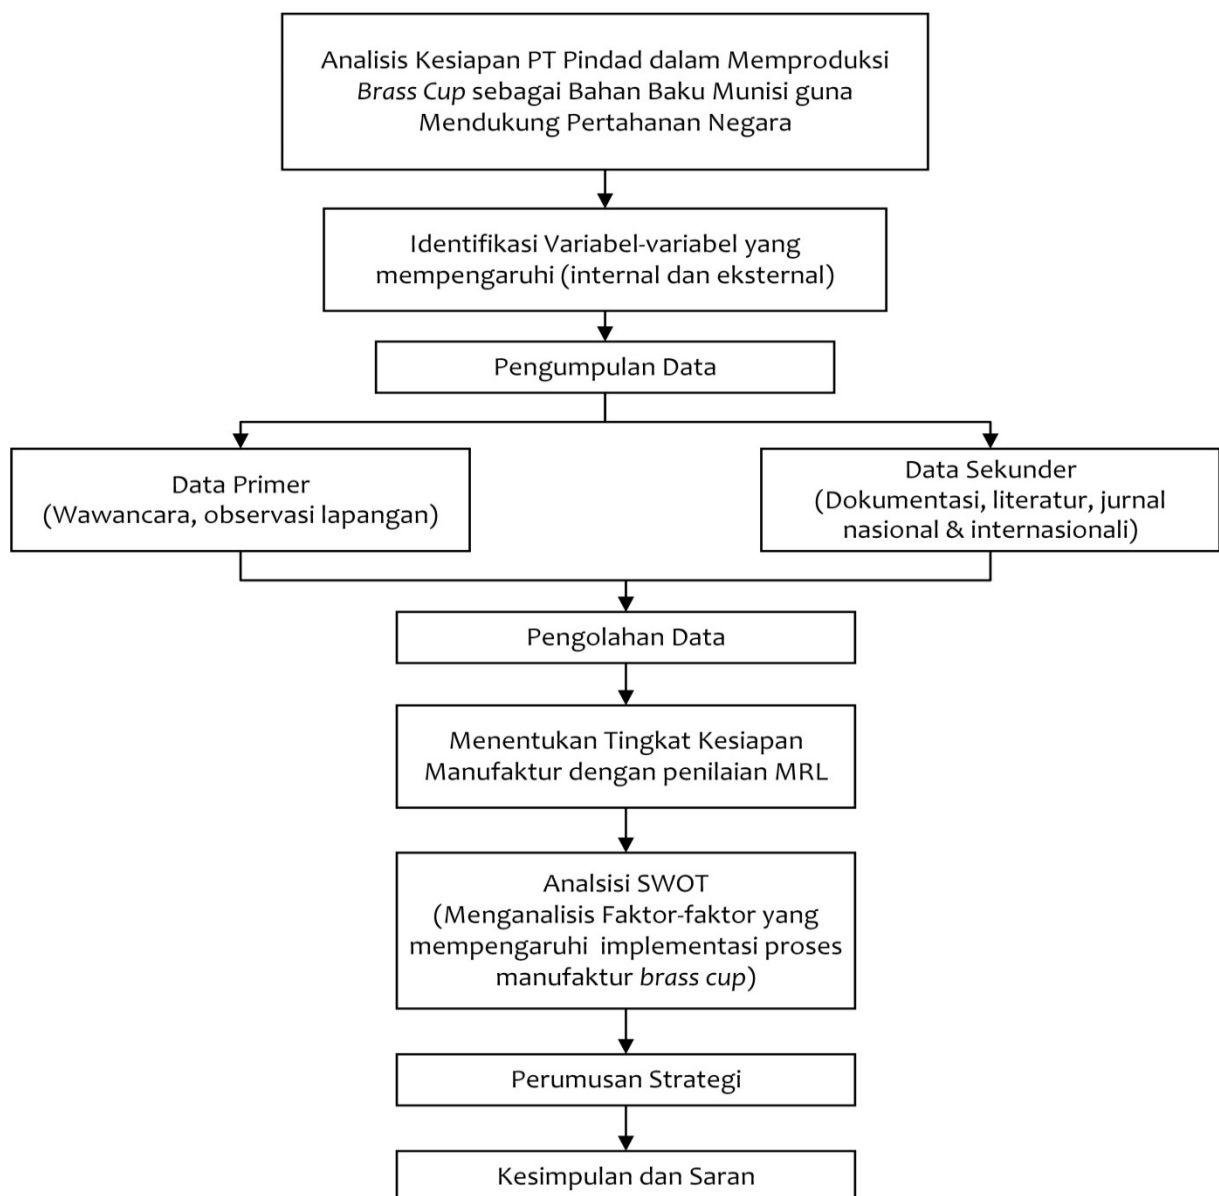 Analisis Kesiapan PT Pindad dalam Memproduksi
Brass Cup sebagai Bahan Baku Munisi guna
Mendukung Pertahanan Negara
Identifikasi Variabel-variabel yang
mempengaruhi (internal dan eksternal)
Pengumpulan Data
Data Primer
(Wawancara, observasi lapangan)
Data Sekunder
(Dokumentasi, literatur, jurnal
nasional & internasionali)
Pengolahan Data
Menentukan Tingkat Kesiapan
Manufaktur dengan penilaian MRL
Analsisi SWOT
(Menganalisis Faktor-faktor yang
mempengaruhi implementasi proses
manufaktur brass cup)
Perumusan Strategi
Kesimpulan dan Saran